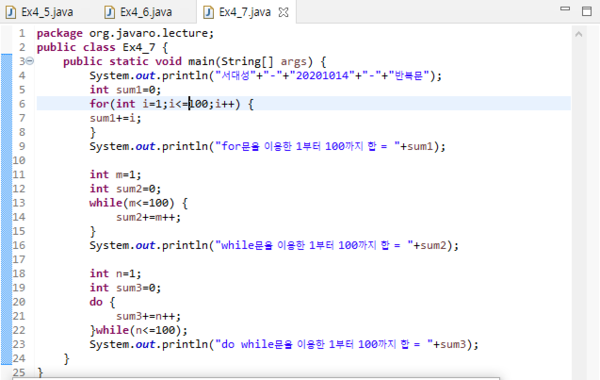 Ex4_5.java Ex4_6.java Ex4_7.java
1 package org.javaro.lecture;
2 public class Ex4_7 {
3 public static void main(String[] args) {
4 System.out.println("서대성"+"-"+"20201014"+"-"+"반복문");
5 int sum1=0;
6 for(int i=1;i<=100;i++) {
7 sum1+=i;
8 }
9 System.out.println("for문을 이용한 1부터 100까지 합 = "+sum1);
10
11 int m=1;
12 int sum2=0;
13 while(m<=100) {
14 sum2+=m++;
15 }
16 System.out.println("while문을 이용한 1부터 100까지 합 = "+sum2);
17
18 int n=1;
19 int sum3=0;
20 do {
21 sum3+=n++;
22 }while(n<=100);
23 System.out.println("do while문을 이용한 1부터 100까지 합 = "+sum3);
24 }
25 }